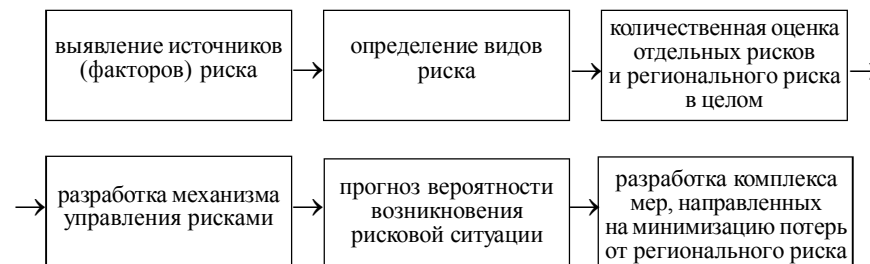 выявление источников
(факторов) риска
определение видов
риска
количественная оценка
отдельных рисков
и регионального риска
в целом
разработка механизма
управления рисками
прогноз вероятности
возникновения
рисковой ситуации
разработка комплекса
мер, направленных
на минимизацию потерь
от регионального риска